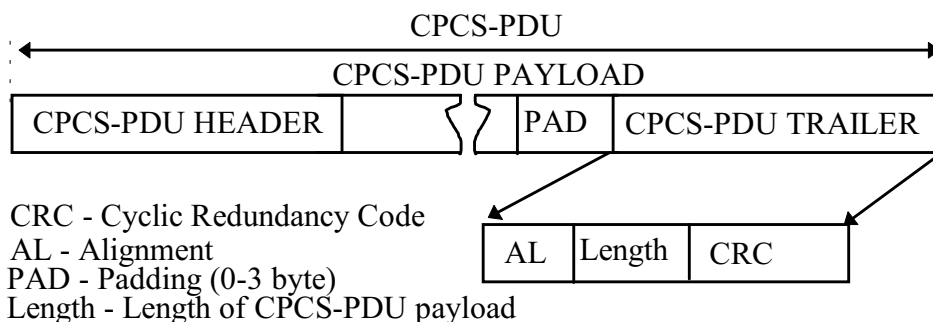 CPCS-PDU
CPCS-PDU PAYLOAD
CPCS-PDU HEADER PAD CPCS-PDU TRAILER
AL Length CRC
CRC - Cyclic Redundancy Code
AL - Alignment
PAD - Padding (0-3 byte)
Length - Length of CPCS-PDU payload